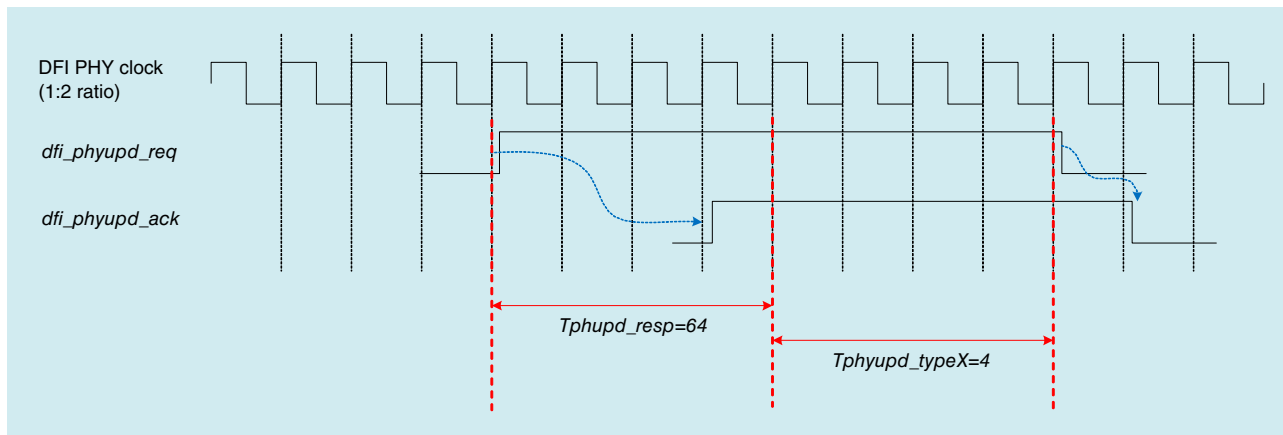 DFI PHY clock
(1:2 ratio)
dfi_phyupd_req
dfi_phyupd_ack
Tphupd_resp=64
Tphyupd_typeX=4